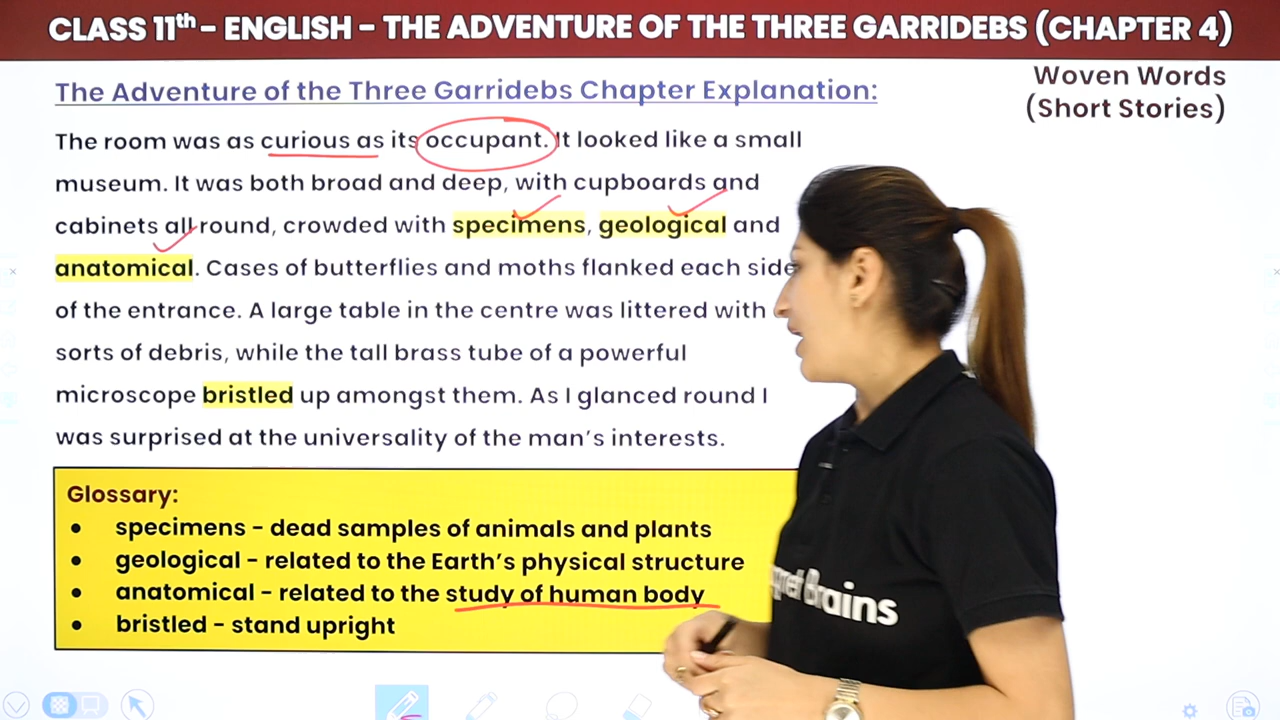 CLASS 11th - ENGLISH - THE ADVENTURE OF THE THREE GARRIDEBS (CHAPTER 4)
Woven Words
(Short Stories)
The Adventure of the Three Garridebs Chapter Explanation:
The room was as curious as its occupant. It looked like a small
museum. It was both broad and deep, with cupboards and
cabinets all round, crowded with specimens, geological and
anatomical. Cases of butterflies and moths flanked each side
of the entrance. A large table in the centre was littered with
sorts of debris, while the tall brass tube of a powerful
microscope bristled up amongst them. As I glanced round I
was surprised at the universality of the man's interests.
Glossary:
• specimens - dead samples of animals and plants
• geological - related to the Earth's physical structure
• anatomical - related to the study of human body
• bristled - stand upright
Brains